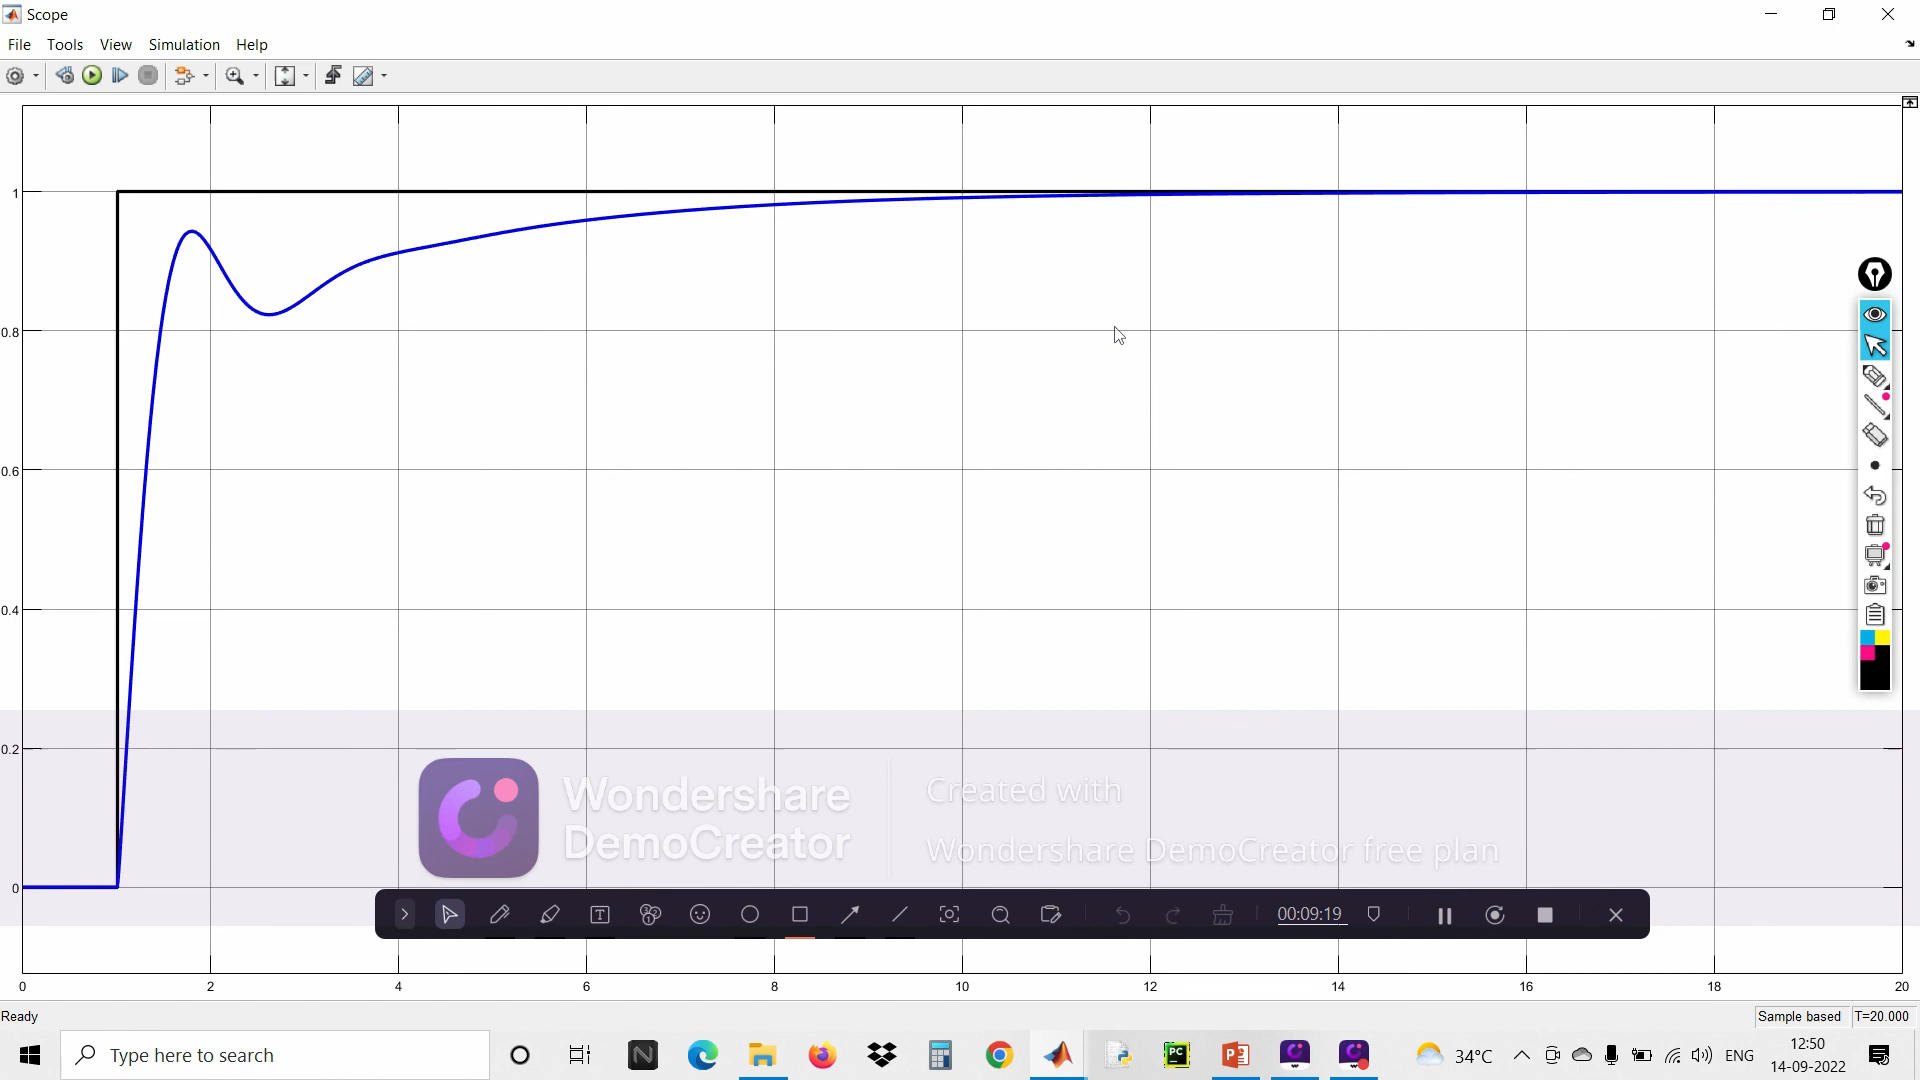 Scope
File Tools View Simulation Help
1
0.8
0.6
0.4
0.2
0
0 2 4 6 8 10 12 14 16 18 20
Wondershare
DemoCreator
Created with
Wondershare DemoCreator free plan
00:09:19
Ready
Sample based T=20.000
Type here to search
34°C
ENG
12:50
14-09-2022